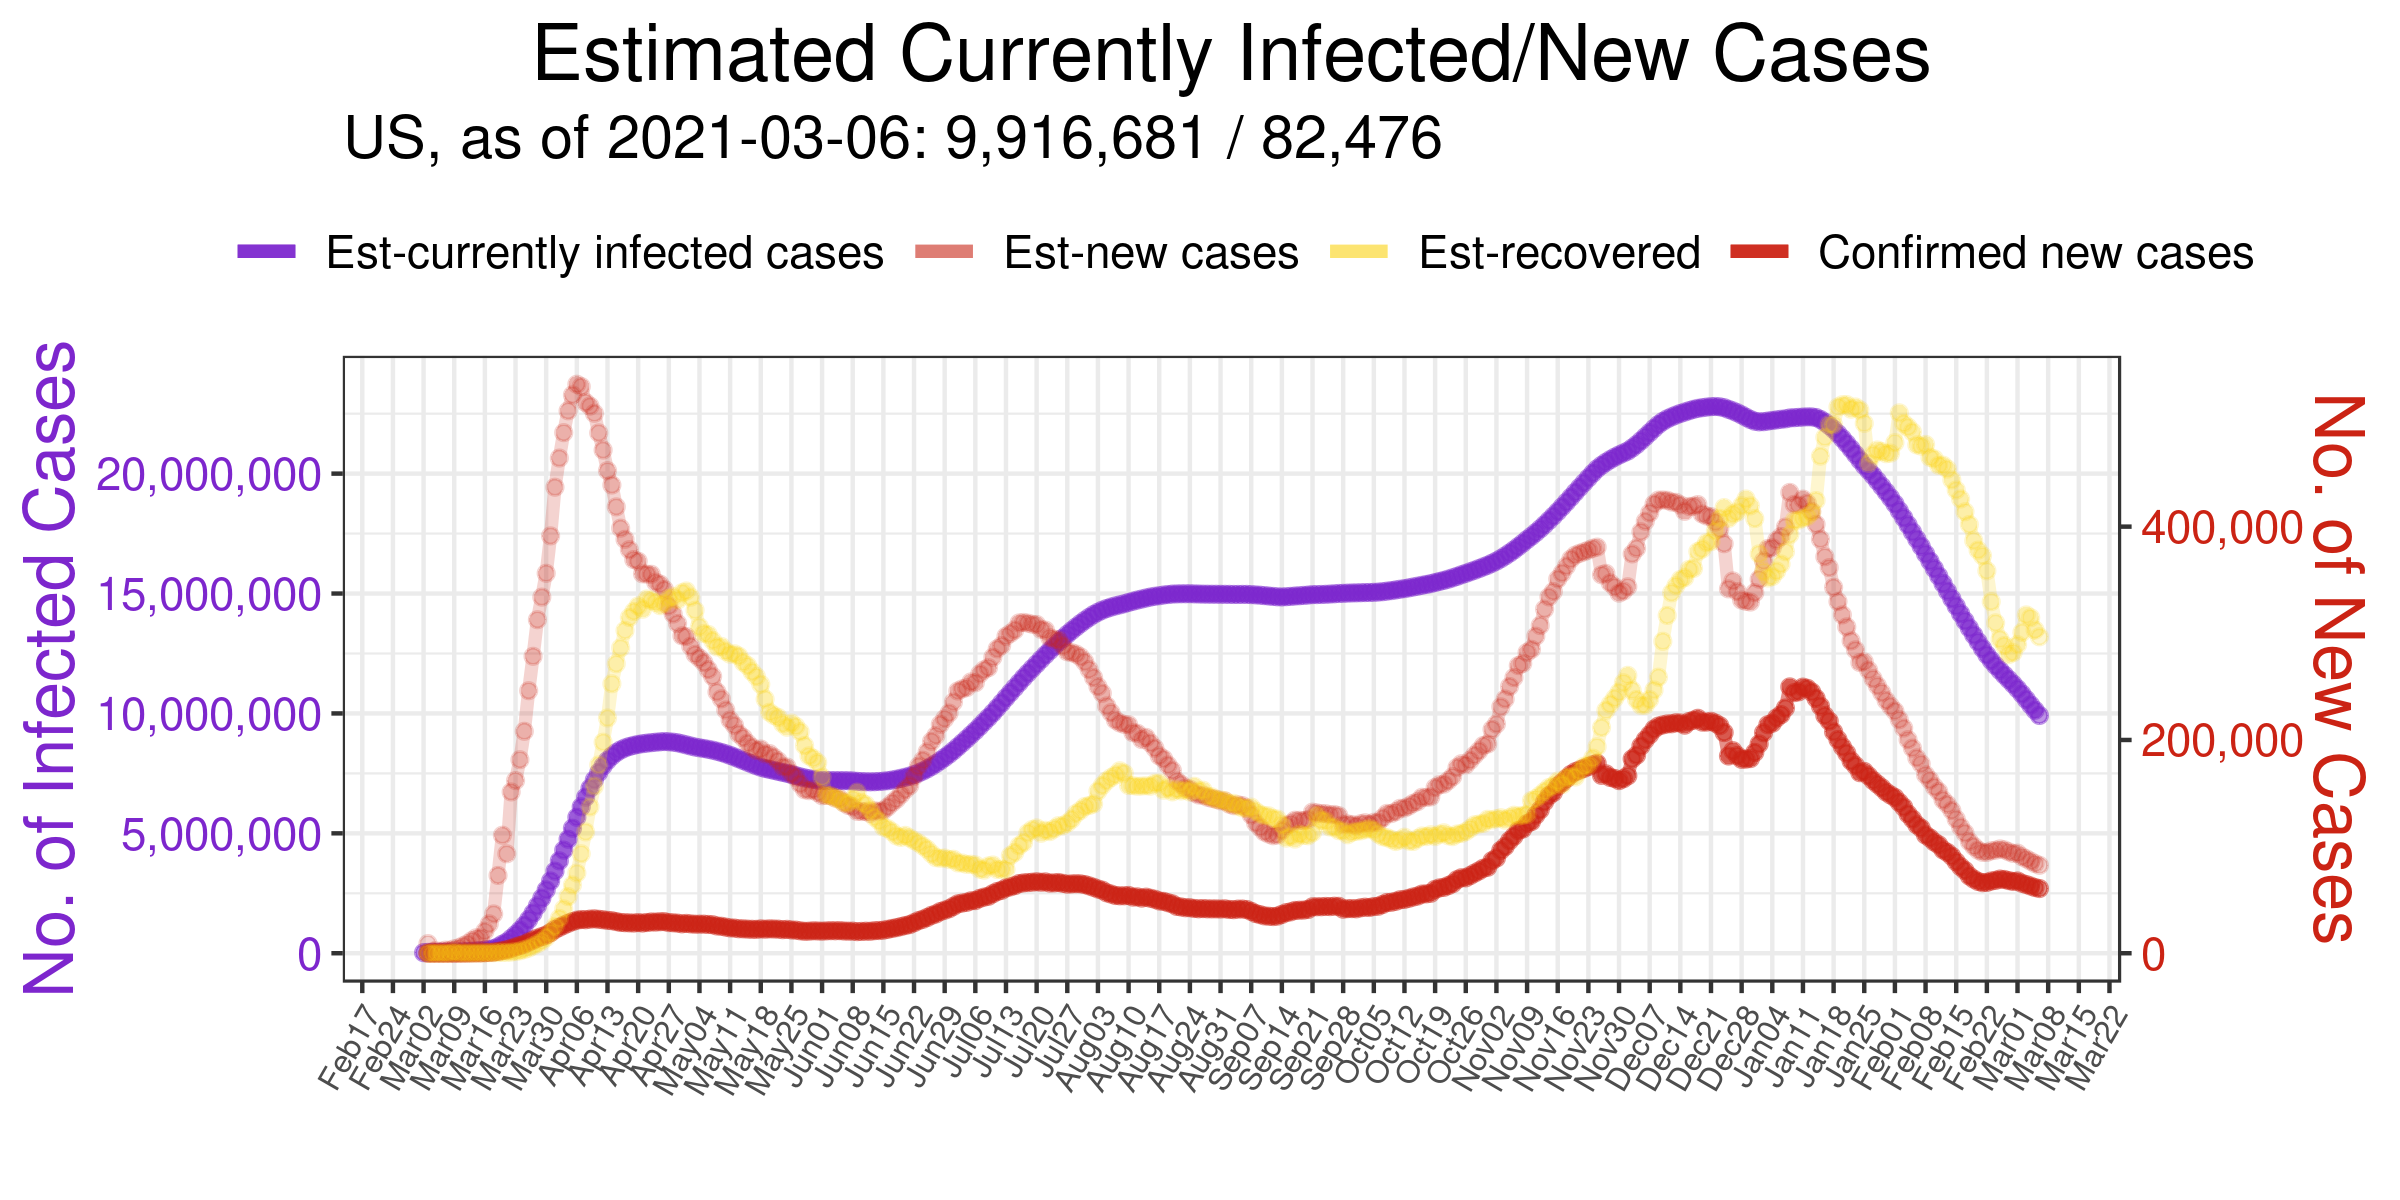 Estimated Currently Infected/New Cases
US, as of 2021-03-06: 9,916,681 / 82,476
Est-currently infected cases
Est-new cases
Est-recovered
Confirmed new cases
No. of Infected Cases
20,000,000
15,000,000
10,000,000
5,000,000
0
400,000
200,000
0
No. of New Cases
Feb17
Feb24
Mar02
Mar09
Mar16
Mar23
Mar30
Apr06
Apr13
Apr20
Apr27
May04
May11
May18
May25
Jun01
Jun08
Jun15
Jun22
Jun29
Jul06
Jul13
Jul20
Jul27
Aug03
Aug10
Aug17
Aug24
Aug31
Sep07
Sep14
Sep21
Sep28
Oct05
Oct12
Oct19
Oct26
Nov02
Nov09
Nov16
Nov23
Nov30
Dec07
Dec14
Dec21
Dec28
Jan04
Jan11
Jan18
Jan25
Feb01
Feb08
Feb15
Feb22
Mar01
Mar08
Mar15
Mar22